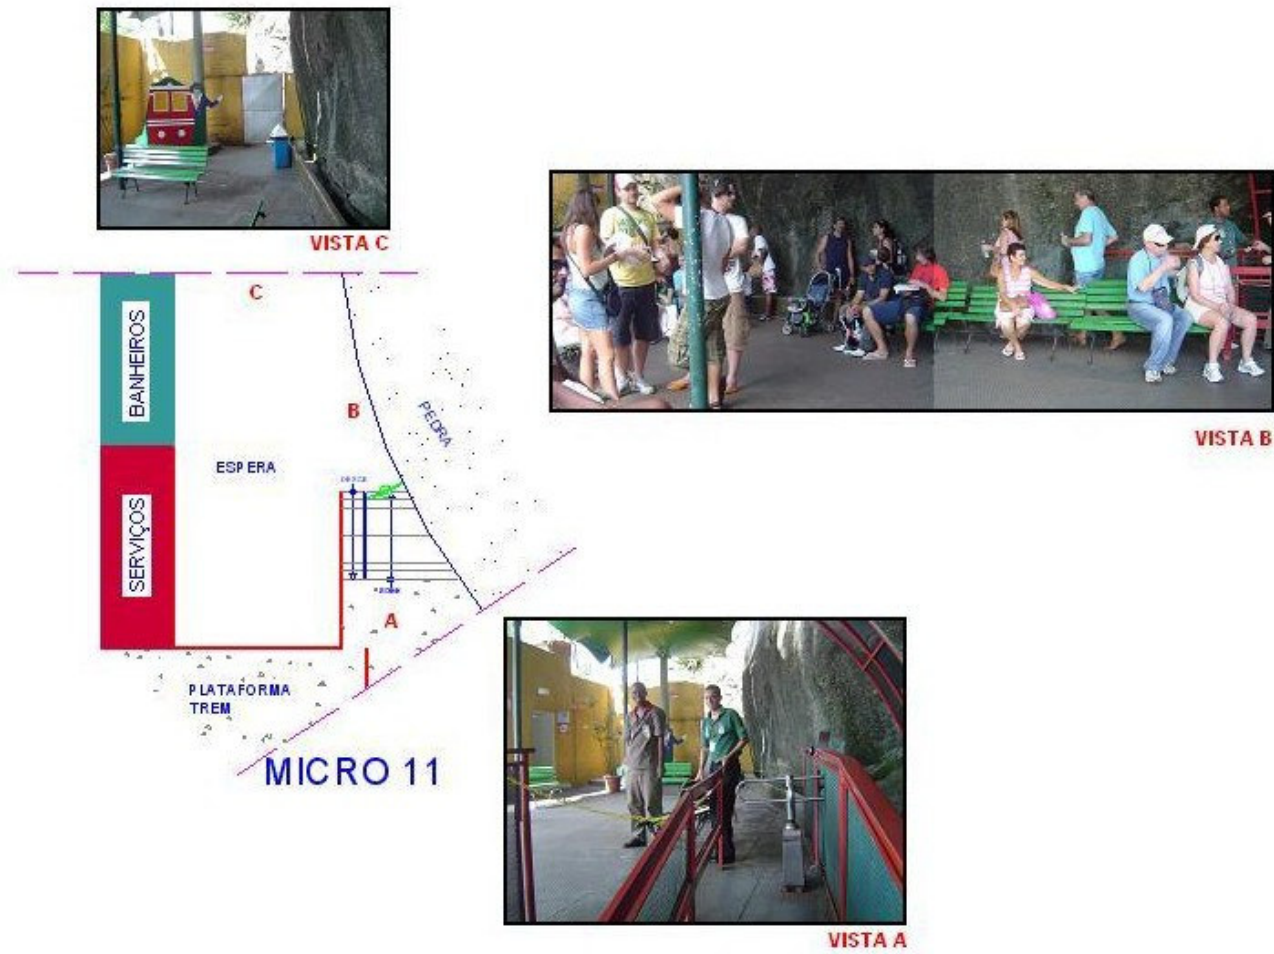 VISTA C
C
BANHEIROS
B
PEDRA
VISTA B
ESPERA
SERVIÇOS
A
PLATAFORMA
TREM
MICRO 11
VISTA A